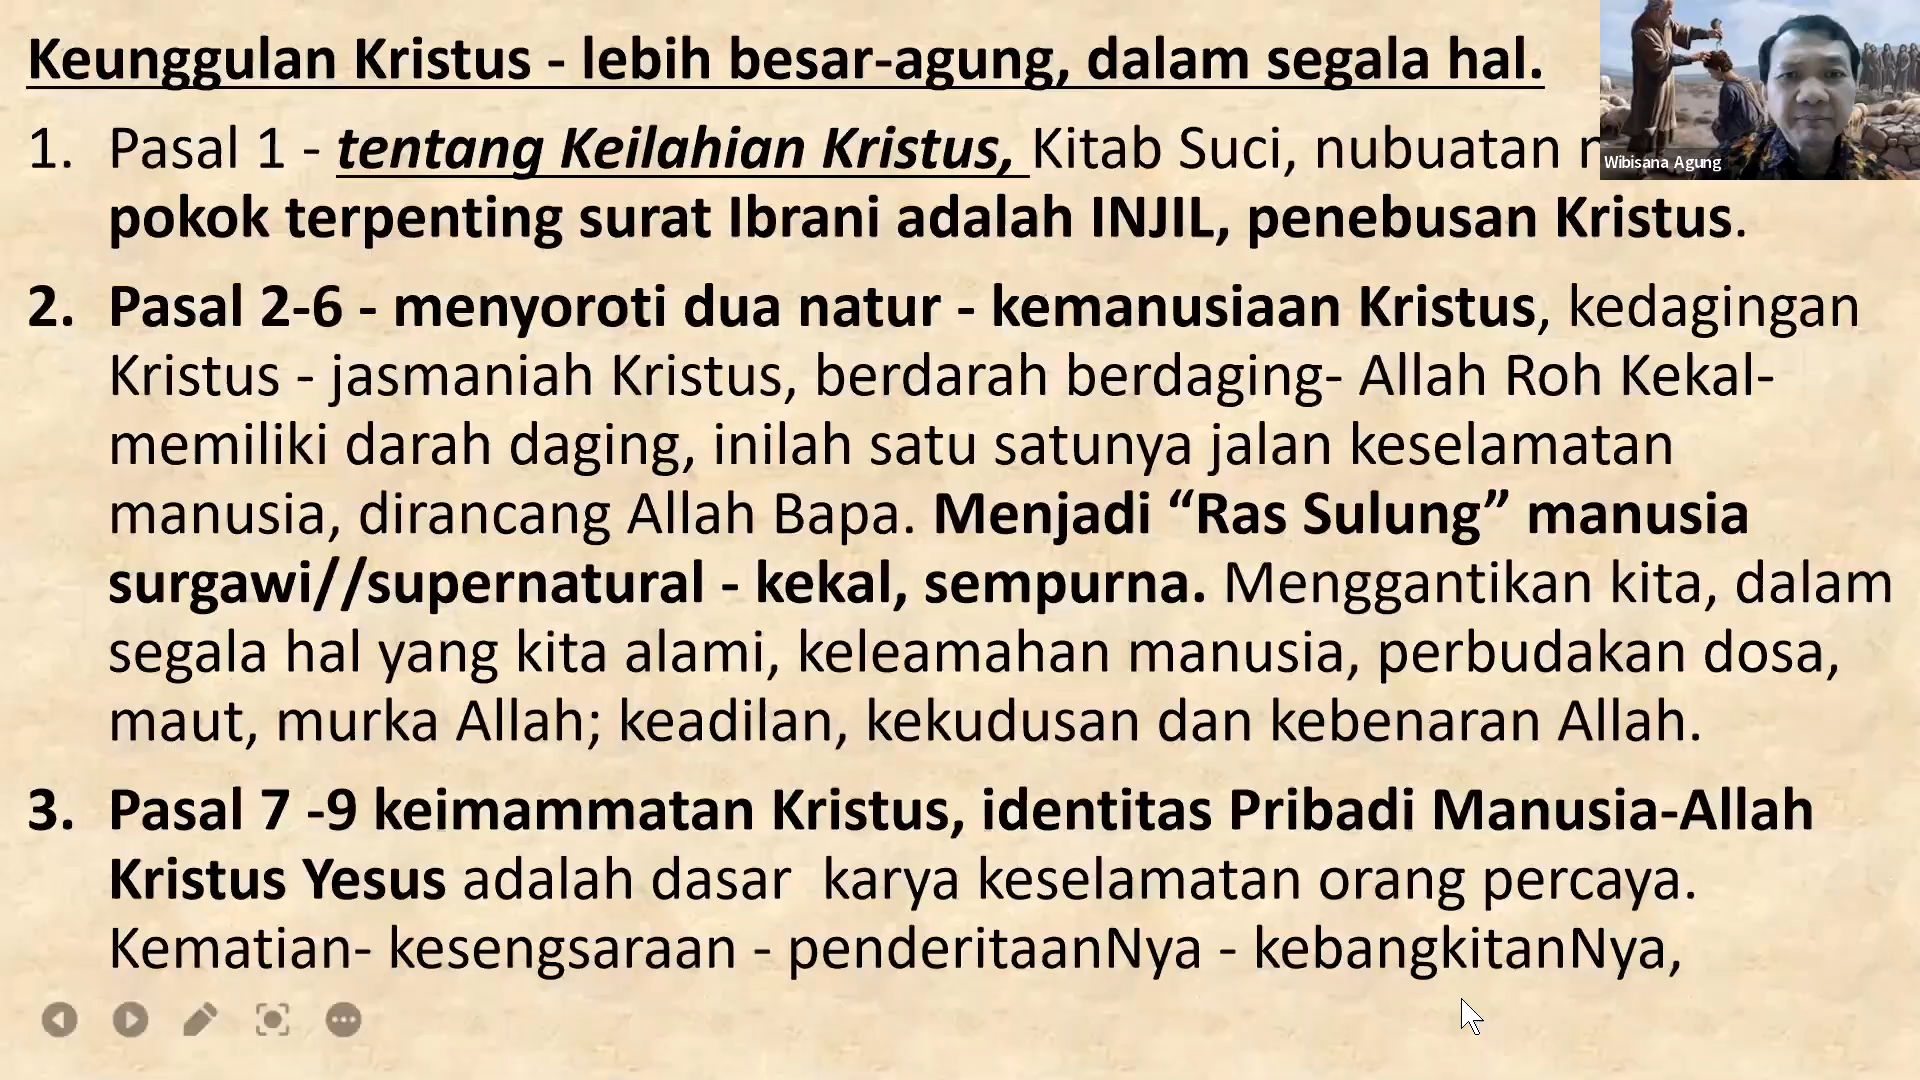 Keunggulan Kristus - lebih besar-agung, dalam segala hal.
1. Pasal 1 - tentang Keilahian Kristus, Kitab Suci, nubuatan
pokok terpenting surat Ibrani adalah INJIL, penebusan Kristus.
2. Pasal 2-6 - menyoroti dua natur - kemanusiaan Kristus, kedagingan
Kristus - jasmaniah Kristus, berdarah berdaging- Allah Roh Kekal-
memiliki darah daging, inilah satu satunya jalan keselamatan
manusia, dirancang Allah Bapa. Menjadi “Ras Sulung” manusia
surgawi//supernatural - kekal, sempurna. Menggantikan kita, dalam
segala hal yang kita alami, keleamahan manusia, perbudakan dosa,
maut, murka Allah; keadilan, kekudusan dan kebenaran Allah.
3. Pasal 7 -9 keimammatan Kristus, identitas Pribadi Manusia-Allah
Kristus Yesus adalah dasar  karya keselamatan orang percaya.
Kematian- kesengsaraan - penderitaanNya - kebangkitanNya,
Wibisana Agung